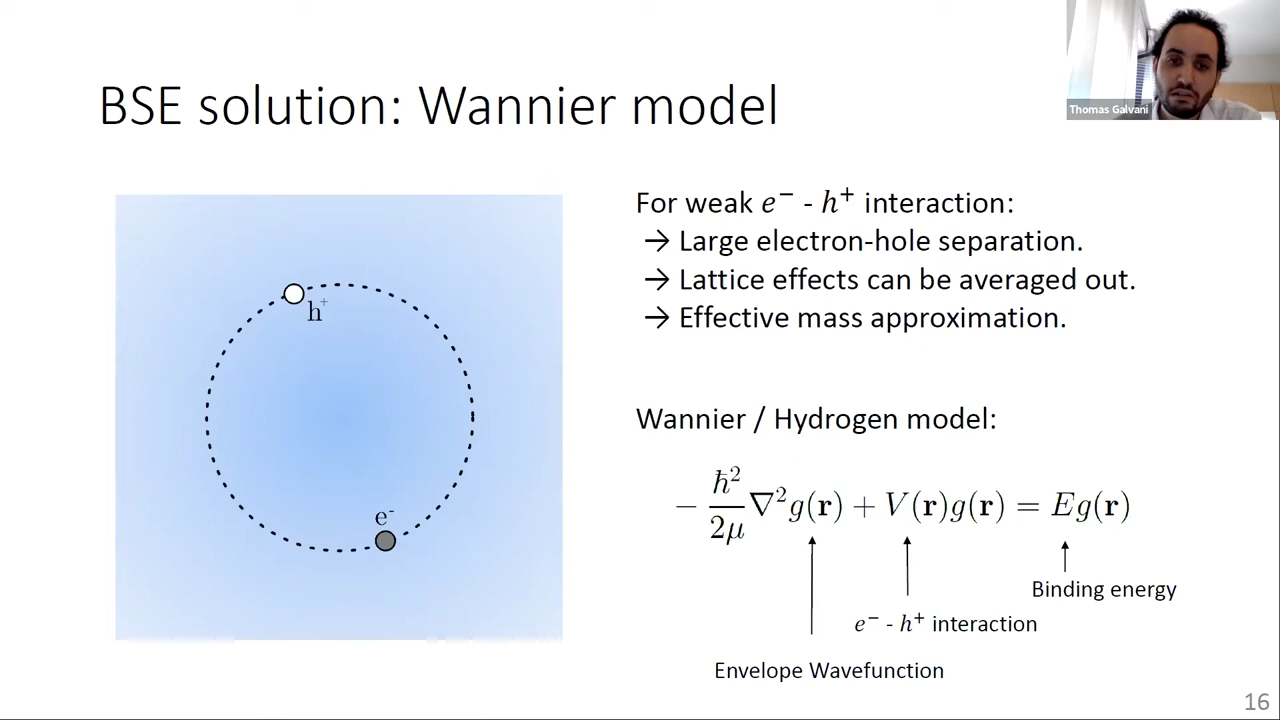 Thomas Galvani
BSE solution: Wannier model
h⁺
e⁻
For weak e⁻ - h⁺ interaction:
→ Large electron-hole separation.
→ Lattice effects can be averaged out.
→ Effective mass approximation.
Wannier / Hydrogen model:
− ℏ²/2μ ∇²g(r) + V(r)g(r) = Eg(r)
Binding energy
e⁻ - h⁺ interaction
Envelope Wavefunction
16